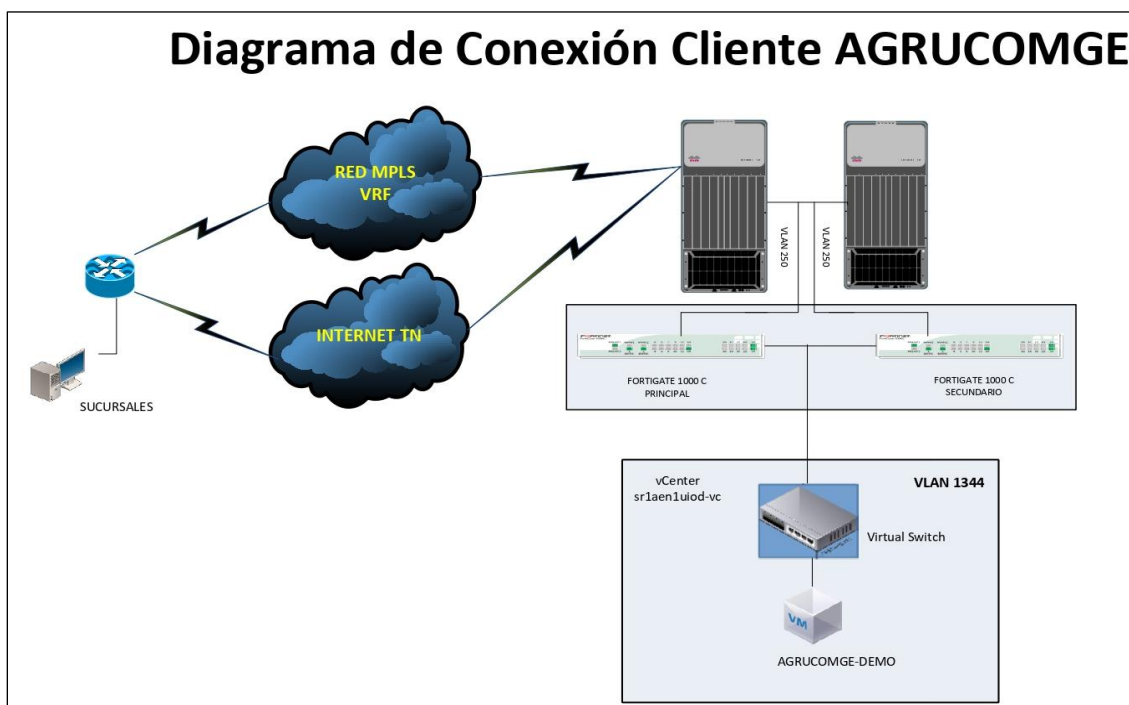 Diagrama de Conexión Cliente AGRUCOMGE
RED MPLS
VRF
INTERNET TN
SUCURSALES
VLAN 250
VLAN 250
FORTIGATE 1000 C
PRINCIPAL
FORTIGATE 1000 C
SECUNDARIO
vCenter
sr1aen1uiod-vc
VLAN 1344
Virtual Switch
VM
AGRUCOMGE-DEMO